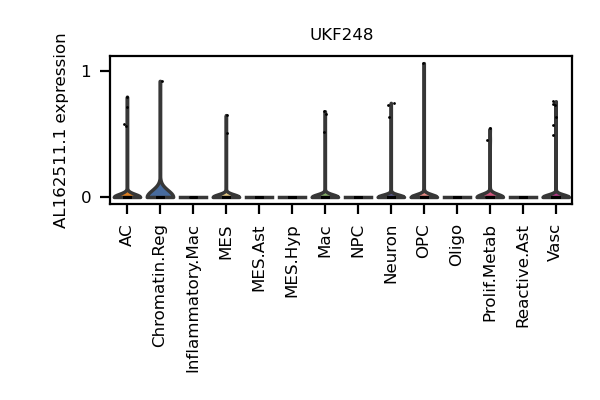 UKF248
AL162511.1 expression
1
0
AC
Chromatin.Reg
Inflammatory.Mac
MES
MES.Ast
MES.Hyp
Mac
NPC
Neuron
OPC
Oligo
Prolif.Metab
Reactive.Ast
Vasc